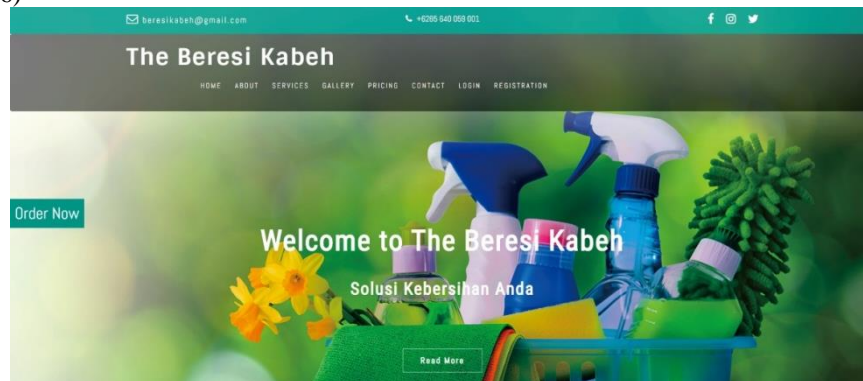 beresikabeh@gmail.com
+6285 640 059 001
The Beresi Kabeh
HOME ABOUT SERVICES GALLERY PRICING CONTACT LOGIN REGISTRATION
Order Now
Welcome to The Beresi Kabeh
Solusi Kebersihan Anda
Read More